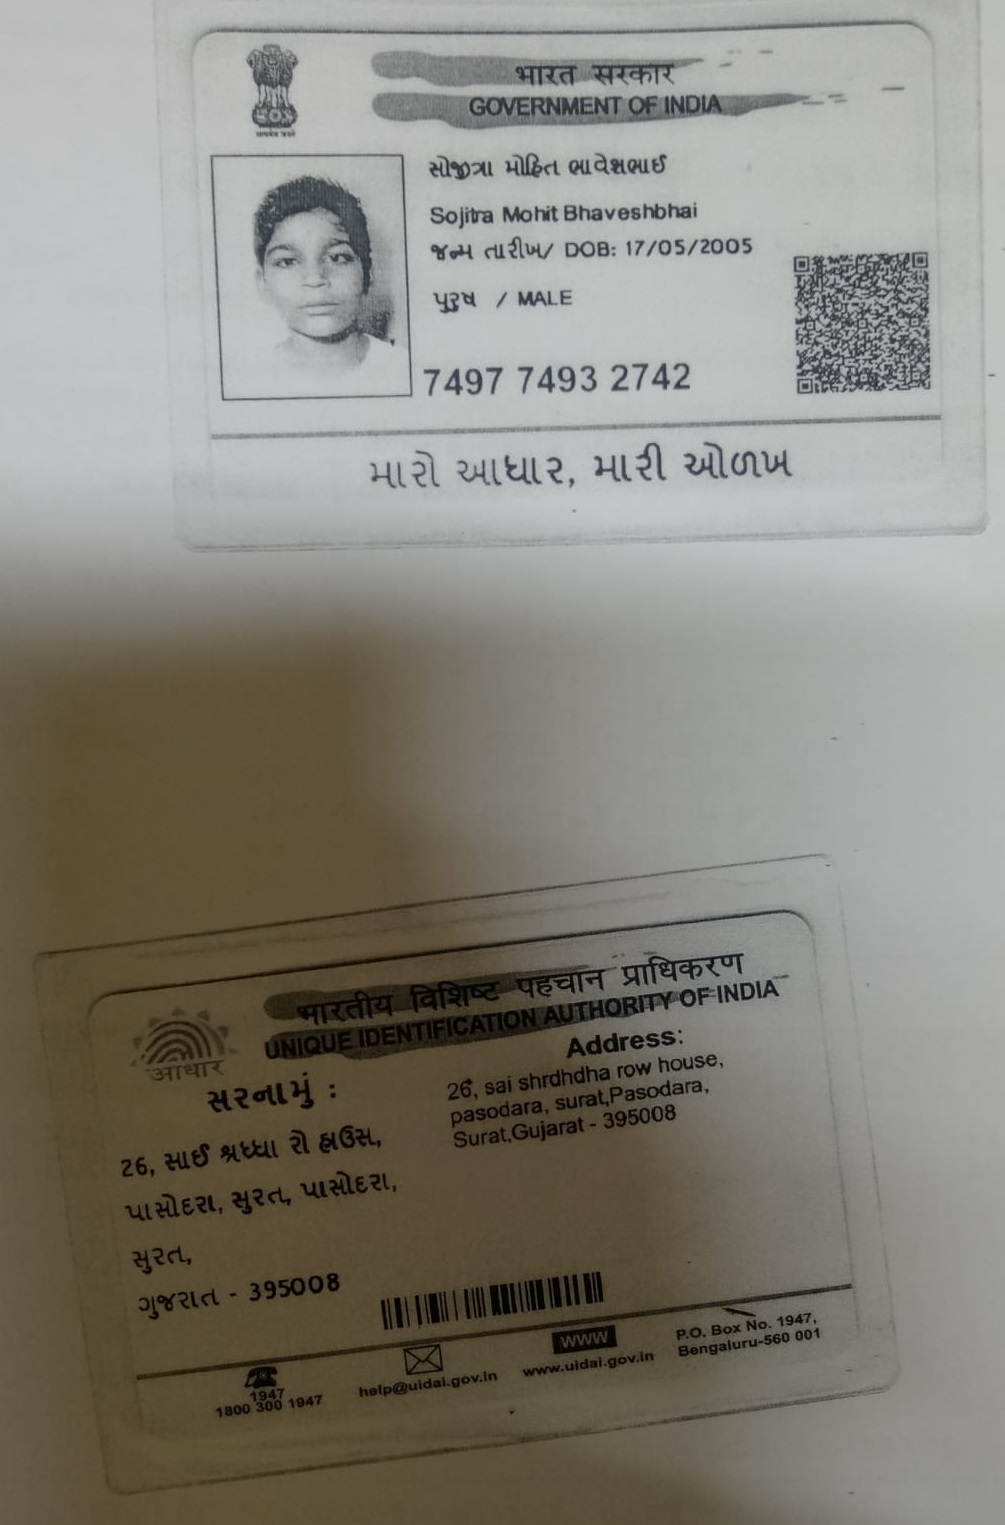 भारत सरकार
GOVERNMENT OF INDIA
સોજીત્રા મોહિત ભાવેશભાઈ
Sojitra Mohit Bhaveshbhai
જન્મ તારીખ/ DOB: 17/05/2005
પુરૂષ / MALE
7497 7493 2742
મારો આધાર, મારી ઓળખ
भारतीय विशिष्ट पहचान प्राधिकरण
UNIQUE IDENTIFICATION AUTHORITY OF INDIA
आधार
સરનામું :
26, સાઈ શ્રધ્ધા રો હાઉસ,
પાસોદરા, સુરત, પાસોદરા,
સુરત,
ગુજરાત - 395008
Address:
26, sai shrdhdha row house,
pasodara, surat,Pasodara,
Surat,Gujarat - 395008
1947
1800 300 1947
help@uidai.gov.in
WWW
www.uidai.gov.in
P.O. Box No. 1947,
Bengaluru-560 001